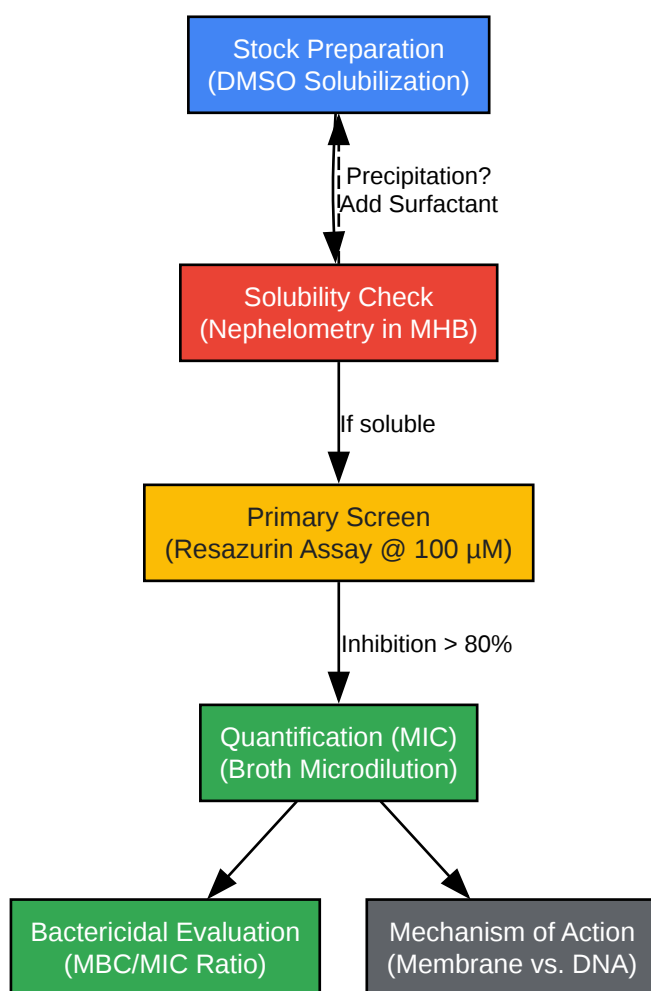 Stock Preparation
(DMSO Solubilization)
Precipitation?
Add Surfactant
Solubility Check
(Nephelometry in MHB)
If soluble
Primary Screen
(Resazurin Assay @ 100 µM)
Inhibition > 80%
Quantification (MIC)
(Broth Microdilution)
Bactericidal Evaluation
(MBC/MIC Ratio)
Mechanism of Action
(Membrane vs. DNA)